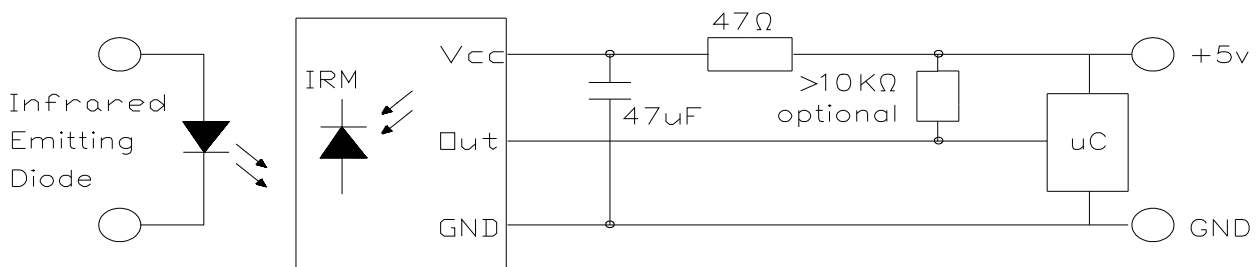 Infrared
Emitting
Diode
IRM
Vcc
Out
GND
47Ω
47uF
>10KΩ
optional
uC
+5v
GND